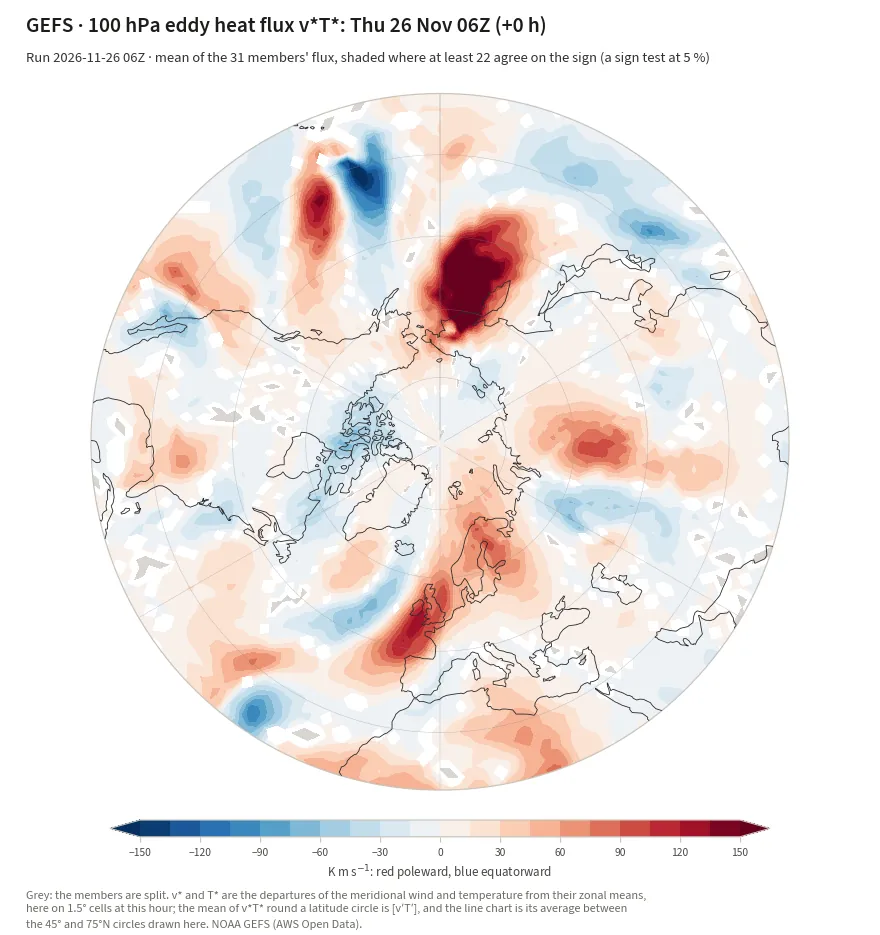 GEFS · 100 hPa eddy heat flux v*T*: Thu 26 Nov 06Z (+0 h)
Run 2026-11-26 06Z · mean of the 31 members' flux, shaded where at least 22 agree on the sign (a sign test at 5 %)
−150 −120 −90 −60 −30 0 30 60 90 120 150
K m s⁻¹: red poleward, blue equatorward
Grey: the members are split. v* and T* are the departures of the meridional wind and temperature from their zonal means,
here on 1.5° cells at this hour; the mean of v*T* round a latitude circle is [v'T'], and the line chart is its average between
the 45° and 75°N circles drawn here. NOAA GEFS (AWS Open Data).